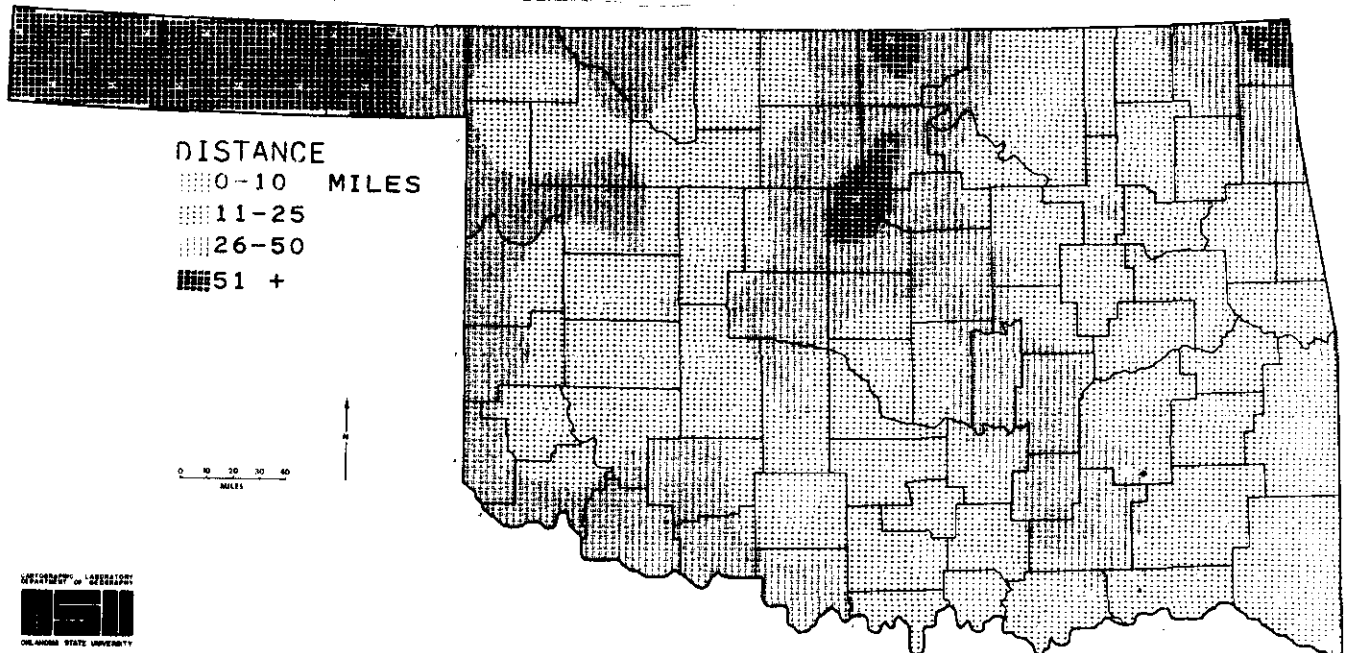 DISTANCE
0-10 MILES
11-25
26-50
51 +
N
0 10 20 30 40
MILES
CARTOGRAPHIC LABORATORY
DEPARTMENT OF GEOGRAPHY
OKLAHOMA STATE UNIVERSITY